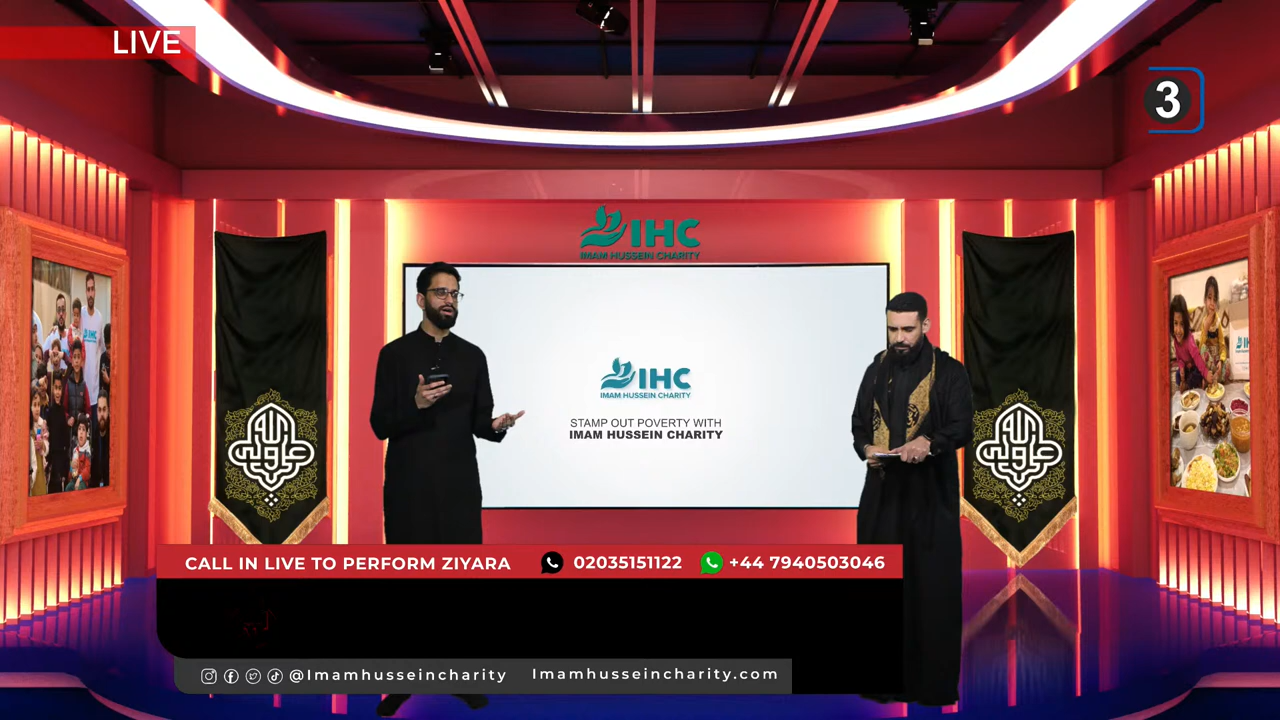 LIVE
3
IHC
IMAM HUSSEIN CHARITY
IHC
IMAM HUSSEIN CHARITY
STAMP OUT POVERTY WITH
IMAM HUSSEIN CHARITY
IHC
CALL IN LIVE TO PERFORM ZIYARA 02035151122 +44 7940503046
@Imamhusseincharity Imamhusseincharity.com